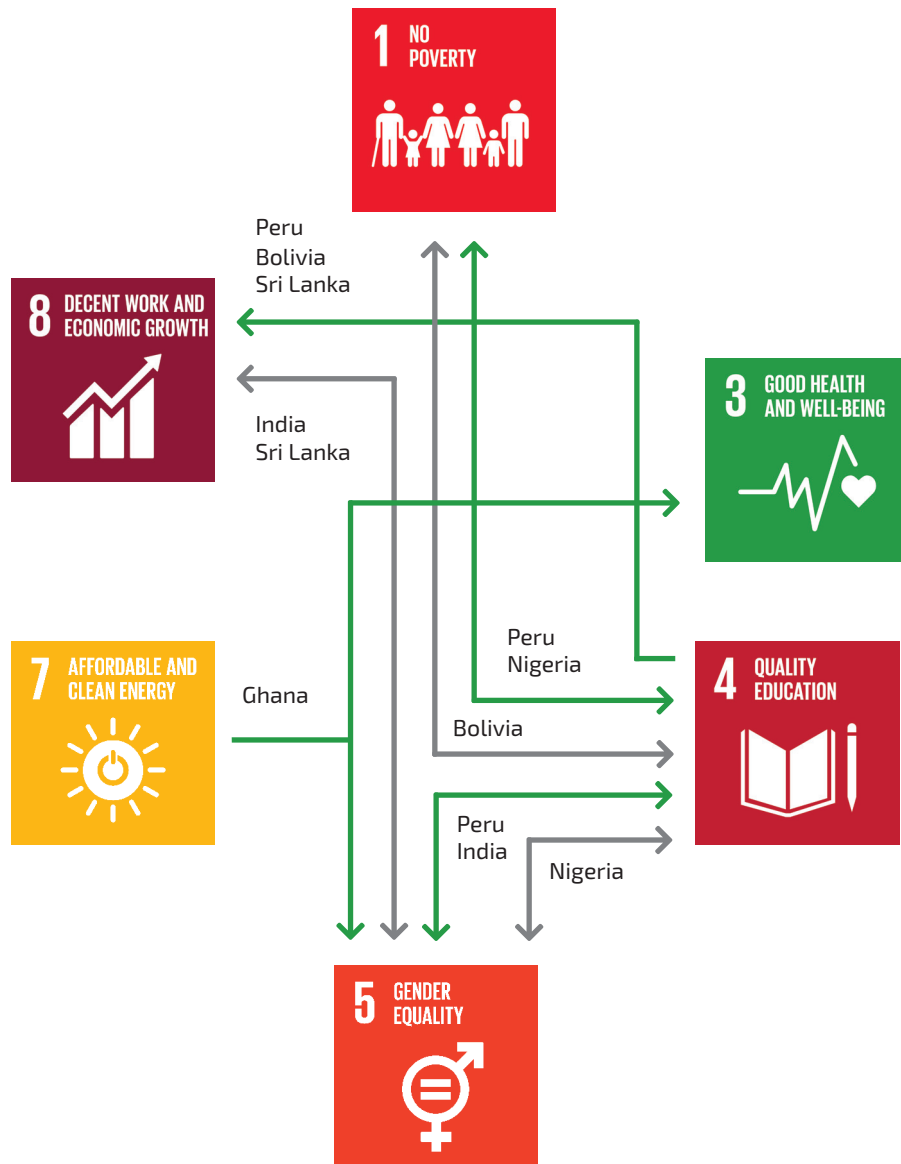 1 NO
POVERTY
Peru
Bolivia
Sri Lanka
8 DECENT WORK AND
ECONOMIC GROWTH
India
Sri Lanka
3 GOOD HEALTH
AND WELL-BEING
Peru
Nigeria
7 AFFORDABLE AND
CLEAN ENERGY
Ghana
4 QUALITY
EDUCATION
Bolivia
Peru
India
Nigeria
5 GENDER
EQUALITY